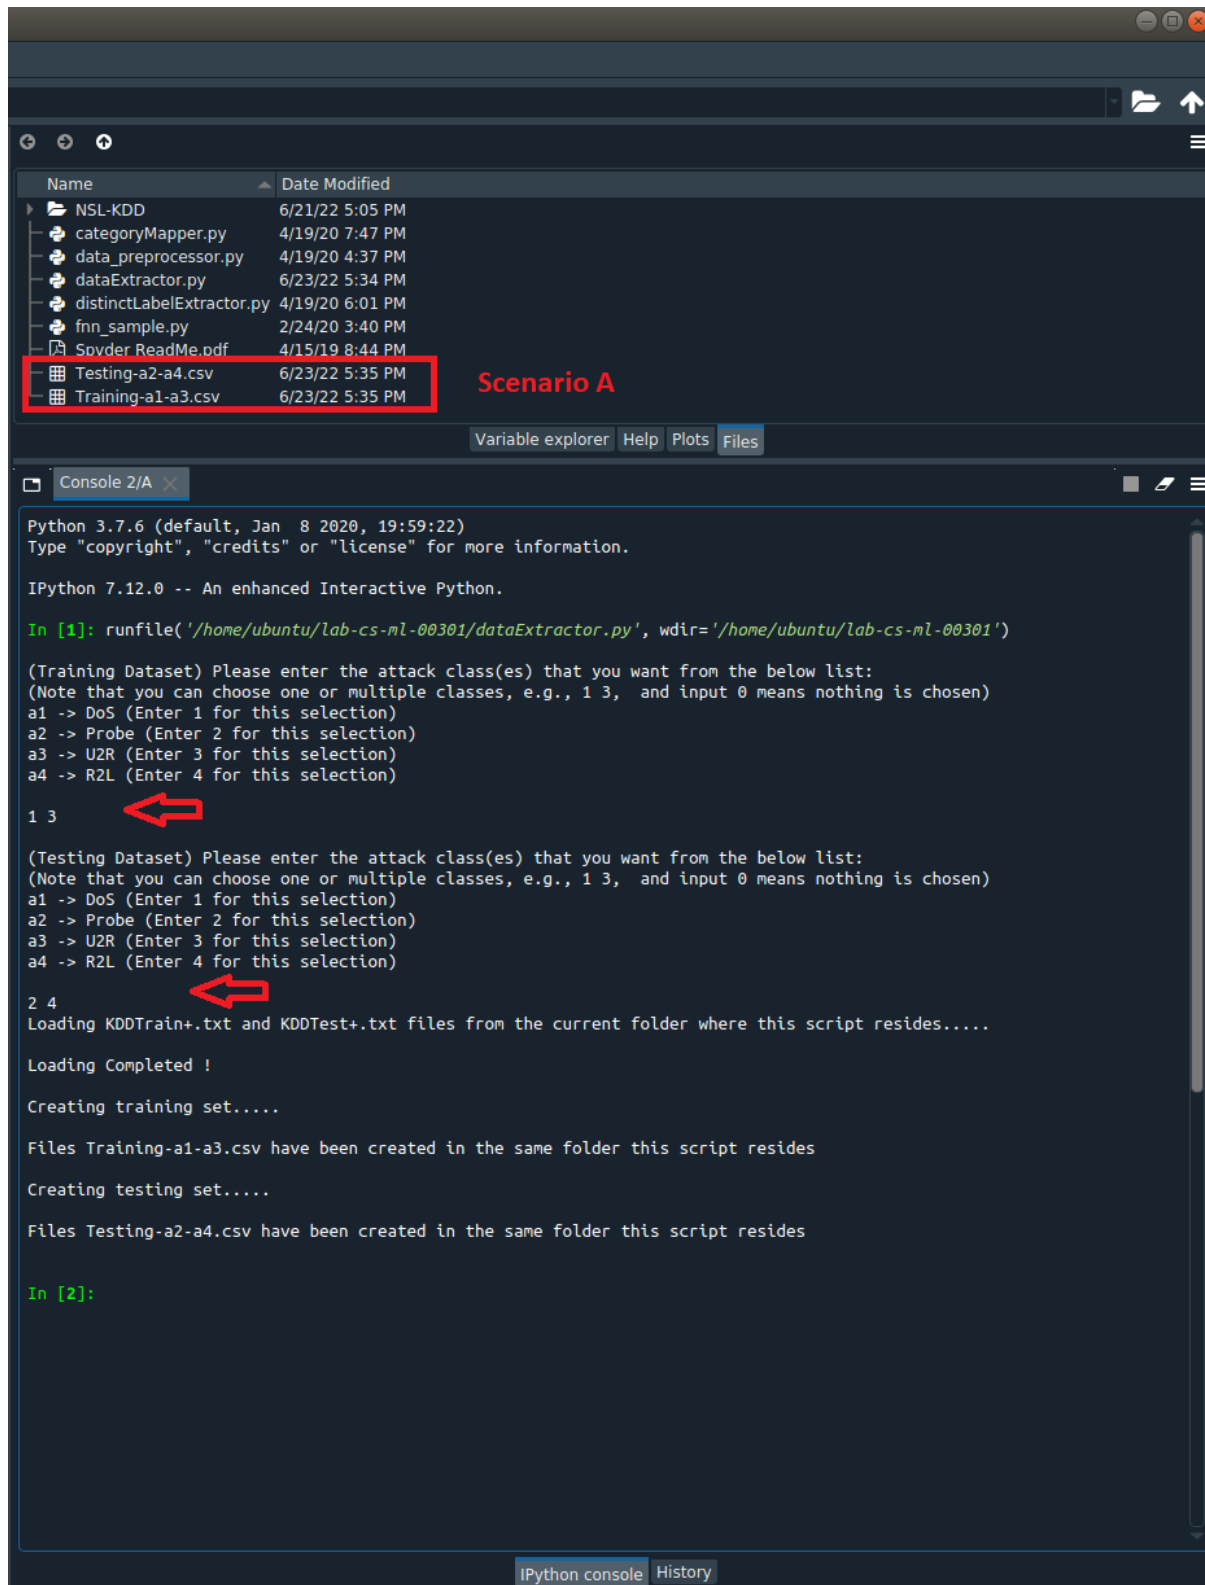 Name Date Modified
NSL-KDD 6/21/22 5:05 PM
categoryMapper.py 4/19/20 7:47 PM
data_preprocessor.py 4/19/20 4:37 PM
dataExtractor.py 6/23/22 5:34 PM
distinctLabelExtractor.py 4/19/20 6:01 PM
fnn_sample.py 2/24/20 3:40 PM
Spyder ReadMe.pdf 4/15/19 8:44 PM
Testing-a2-a4.csv 6/23/22 5:35 PM
Scenario A
Training-a1-a3.csv 6/23/22 5:35 PM
Variable explorer Help Plots Files
Console 2/A
Python 3.7.6 (default, Jan  8 2020, 19:59:22)
Type "copyright", "credits" or "license" for more information.
IPython 7.12.0 -- An enhanced Interactive Python.
In [1]: runfile('/home/ubuntu/lab-cs-ml-00301/dataExtractor.py', wdir='/home/ubuntu/lab-cs-ml-00301')
(Training Dataset) Please enter the attack class(es) that you want from the below list:
(Note that you can choose one or multiple classes, e.g., 1 3,  and input 0 means nothing is chosen)
a1 -> DoS (Enter 1 for this selection)
a2 -> Probe (Enter 2 for this selection)
a3 -> U2R (Enter 3 for this selection)
a4 -> R2L (Enter 4 for this selection)
1 3
(Testing Dataset) Please enter the attack class(es) that you want from the below list:
(Note that you can choose one or multiple classes, e.g., 1 3,  and input 0 means nothing is chosen)
a1 -> DoS (Enter 1 for this selection)
a2 -> Probe (Enter 2 for this selection)
a3 -> U2R (Enter 3 for this selection)
a4 -> R2L (Enter 4 for this selection)
2 4
Loading KDDTrain+.txt and KDDTest+.txt files from the current folder where this script resides.....
Loading Completed !
Creating training set.....
Files Training-a1-a3.csv have been created in the same folder this script resides
Creating testing set.....
Files Testing-a2-a4.csv have been created in the same folder this script resides
In [2]:
IPython console History